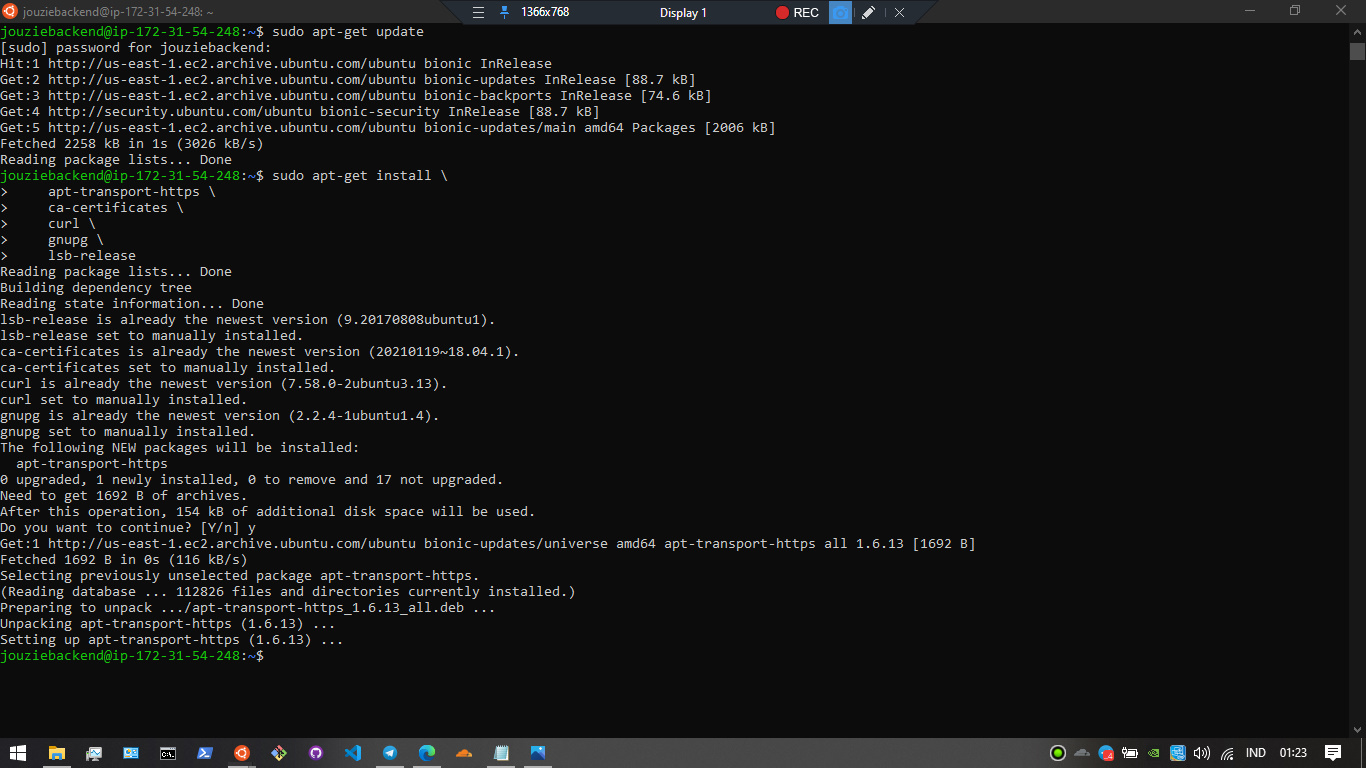 jouziebackend@ip-172-31-54-248: ~
1366x768
Display 1
REC
jouziebackend@ip-172-31-54-248:~$ sudo apt-get update
[sudo] password for jouziebackend:
Hit:1 http://us-east-1.ec2.archive.ubuntu.com/ubuntu bionic InRelease
Get:2 http://us-east-1.ec2.archive.ubuntu.com/ubuntu bionic-updates InRelease [88.7 kB]
Get:3 http://us-east-1.ec2.archive.ubuntu.com/ubuntu bionic-backports InRelease [74.6 kB]
Get:4 http://security.ubuntu.com/ubuntu bionic-security InRelease [88.7 kB]
Get:5 http://us-east-1.ec2.archive.ubuntu.com/ubuntu bionic-updates/main amd64 Packages [2006 kB]
Fetched 2258 kB in 1s (3026 kB/s)
Reading package lists... Done
jouziebackend@ip-172-31-54-248:~$ sudo apt-get install \
>     apt-transport-https \
>     ca-certificates \
>     curl \
>     gnupg \
>     lsb-release
Reading package lists... Done
Building dependency tree
Reading state information... Done
lsb-release is already the newest version (9.20170808ubuntu1).
lsb-release set to manually installed.
ca-certificates is already the newest version (20210119~18.04.1).
ca-certificates set to manually installed.
curl is already the newest version (7.58.0-2ubuntu3.13).
curl set to manually installed.
gnupg is already the newest version (2.2.4-1ubuntu1.4).
gnupg set to manually installed.
The following NEW packages will be installed:
  apt-transport-https
0 upgraded, 1 newly installed, 0 to remove and 17 not upgraded.
Need to get 1692 B of archives.
After this operation, 154 kB of additional disk space will be used.
Do you want to continue? [Y/n] y
Get:1 http://us-east-1.ec2.archive.ubuntu.com/ubuntu bionic-updates/universe amd64 apt-transport-https all 1.6.13 [1692 B]
Fetched 1692 B in 0s (116 kB/s)
Selecting previously unselected package apt-transport-https.
(Reading database ... 112826 files and directories currently installed.)
Preparing to unpack .../apt-transport-https_1.6.13_all.deb ...
Unpacking apt-transport-https (1.6.13) ...
Setting up apt-transport-https (1.6.13) ...
jouziebackend@ip-172-31-54-248:~$
IND
01:23